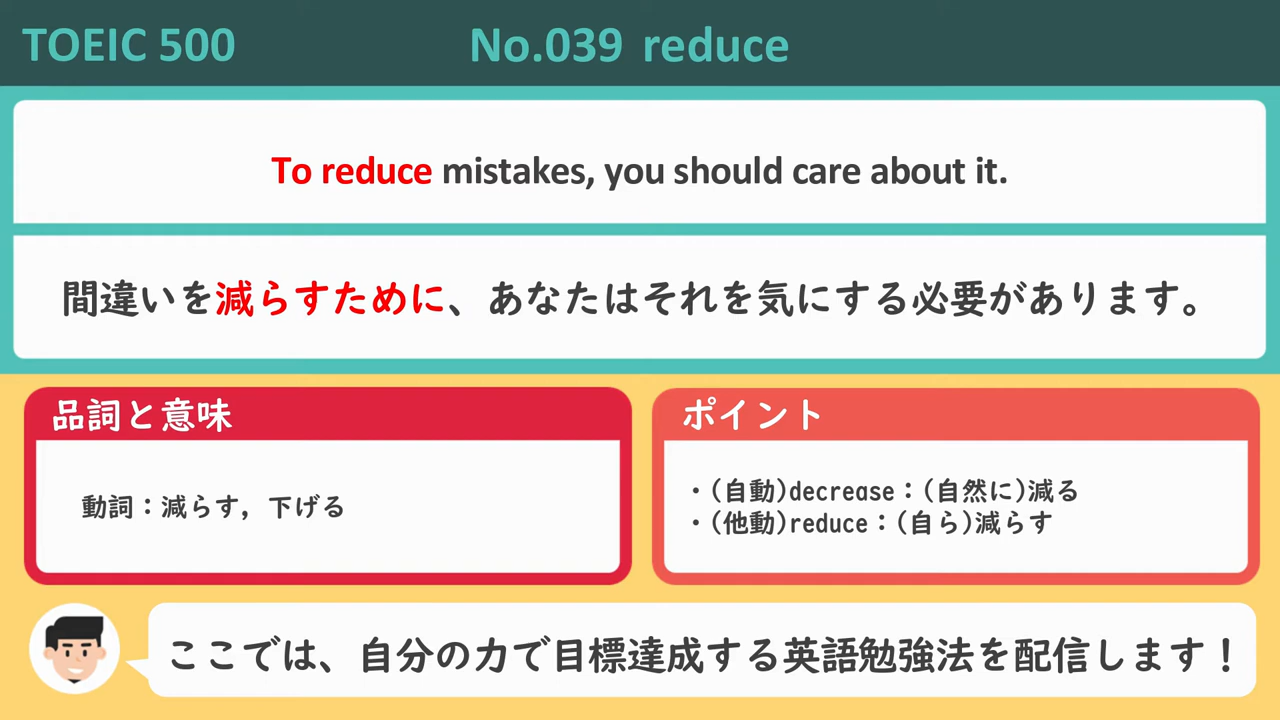 TOEIC 500
No.039 reduce
To reduce mistakes, you should care about it.
間違いを減らすために、あなたはそれを気にする必要があります。
品詞と意味
動詞：減らす，下げる
ポイント
・(自動)decrease：(自然に)減る
・(他動)reduce：(自ら)減らす
ここでは、自分の力で目標達成する英語勉強法を配信します！